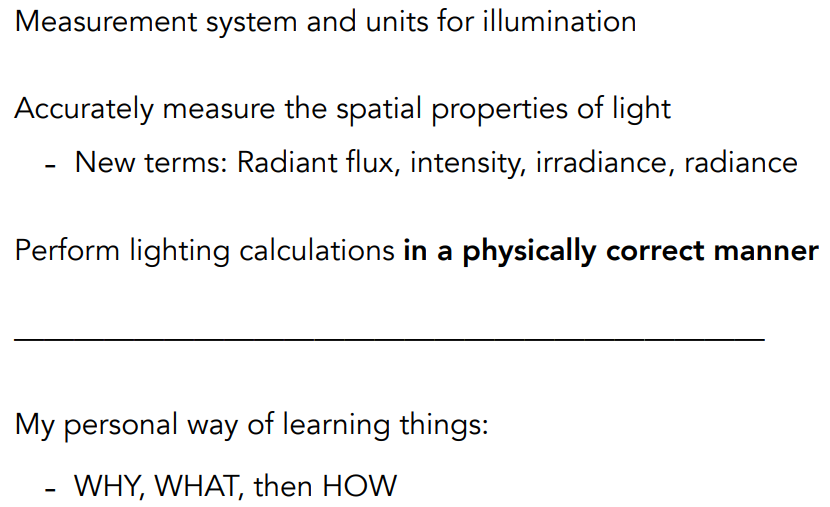 Measurement system and units for illumination
Accurately measure the spatial properties of light
- New terms: Radiant flux, intensity, irradiance, radiance
Perform lighting calculations in a physically correct manner
My personal way of learning things:
- WHY, WHAT, then HOW